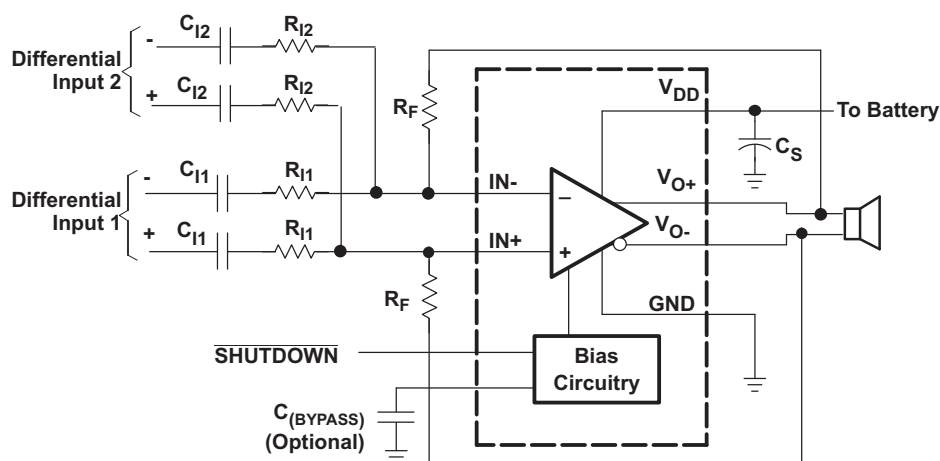 Differential
Input 2
-
C_I2
R_I2
+
C_I2
R_I2
R_F
V_DD
To Battery
C_S
Differential
Input 1
-
C_I1
R_I1
IN-
–
V_O+
+
C_I1
R_I1
IN+
+
V_O-
R_F
GND
SHUTDOWN
Bias
Circuitry
C_(BYPASS)
(Optional)